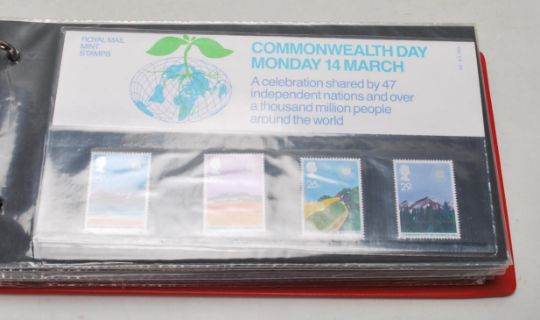 ROYAL MAIL
MINT
STAMPS
COMMONWEALTH DAY
MONDAY 14 MARCH
A celebration shared by 47
independent nations and over
a thousand million people
around the world
29